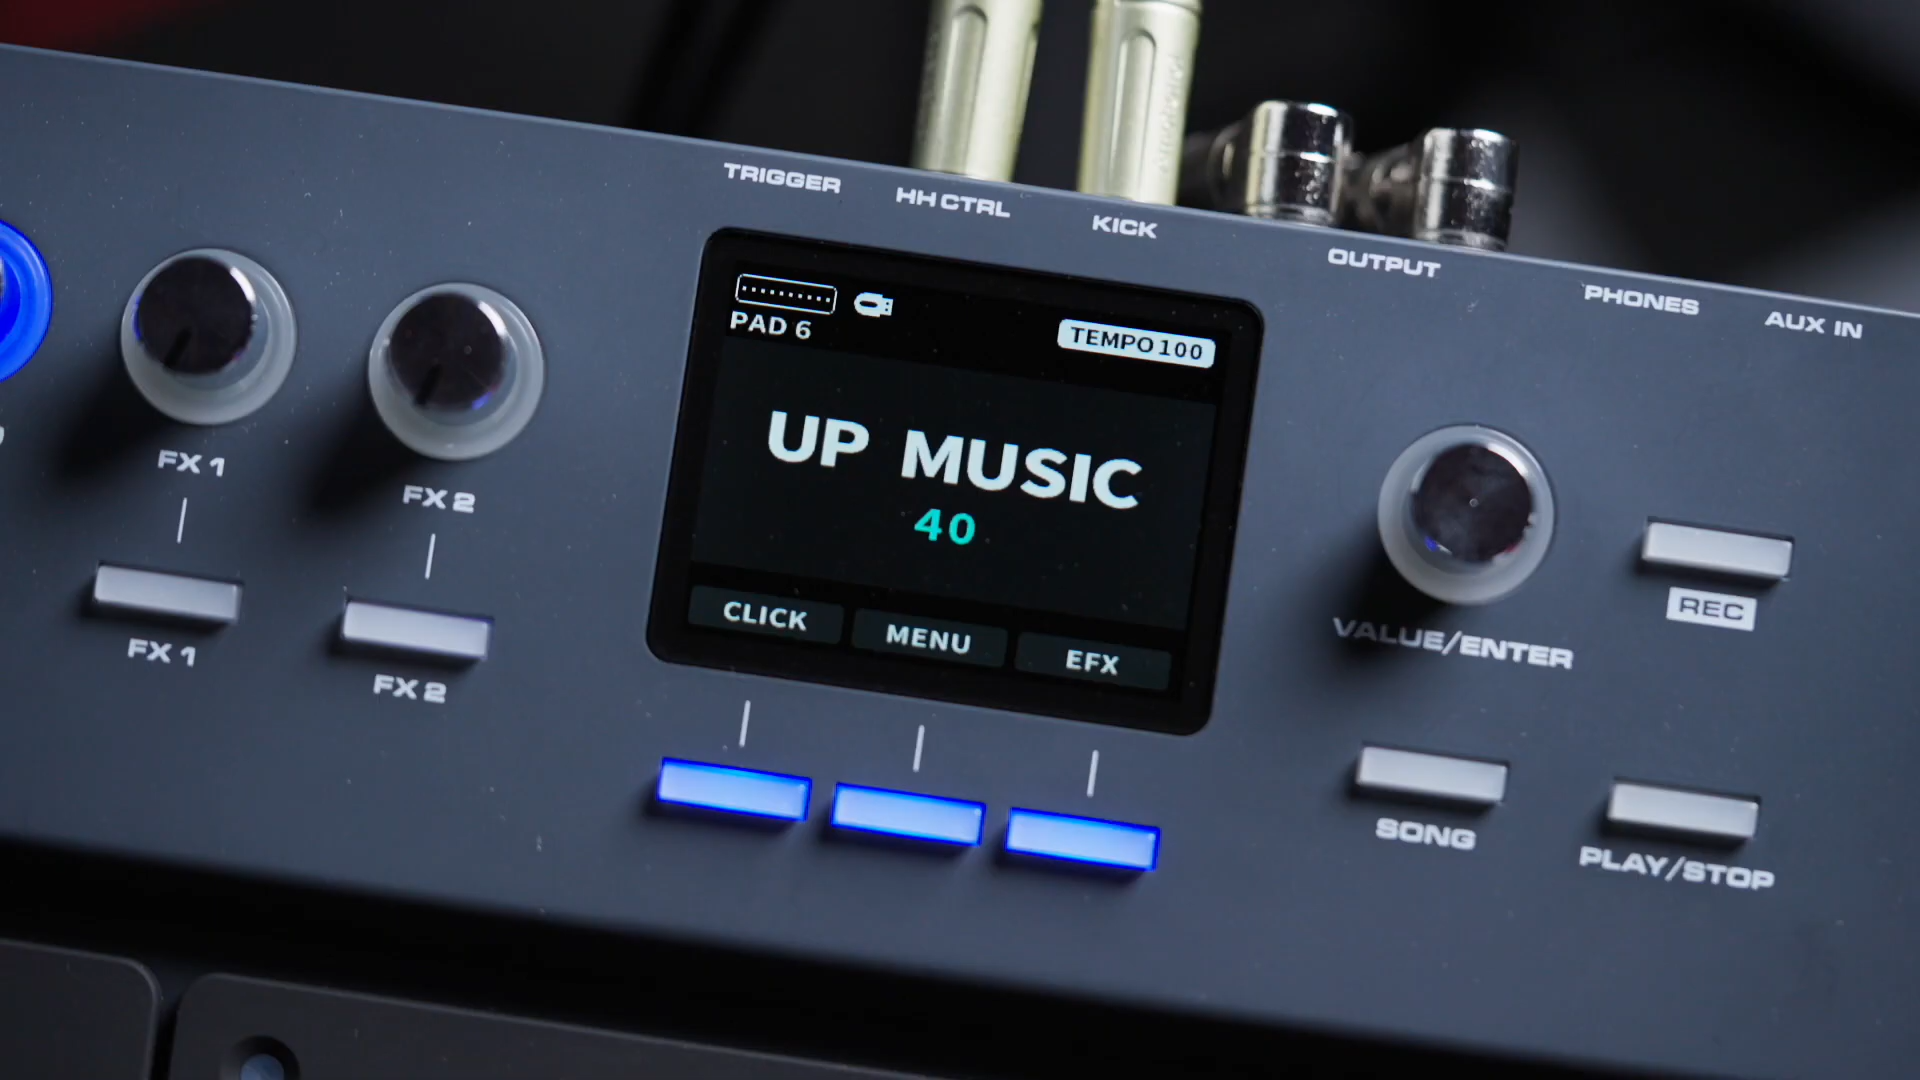 TRIGGER
HH CTRL
KICK
OUTPUT
PHONES
AUX IN
PAD 6
TEMPO 100
UP MUSIC
40
CLICK
MENU
EFX
FX 1
FX 2
FX 1
FX 2
VALUE/ENTER
REC
SONG
PLAY/STOP